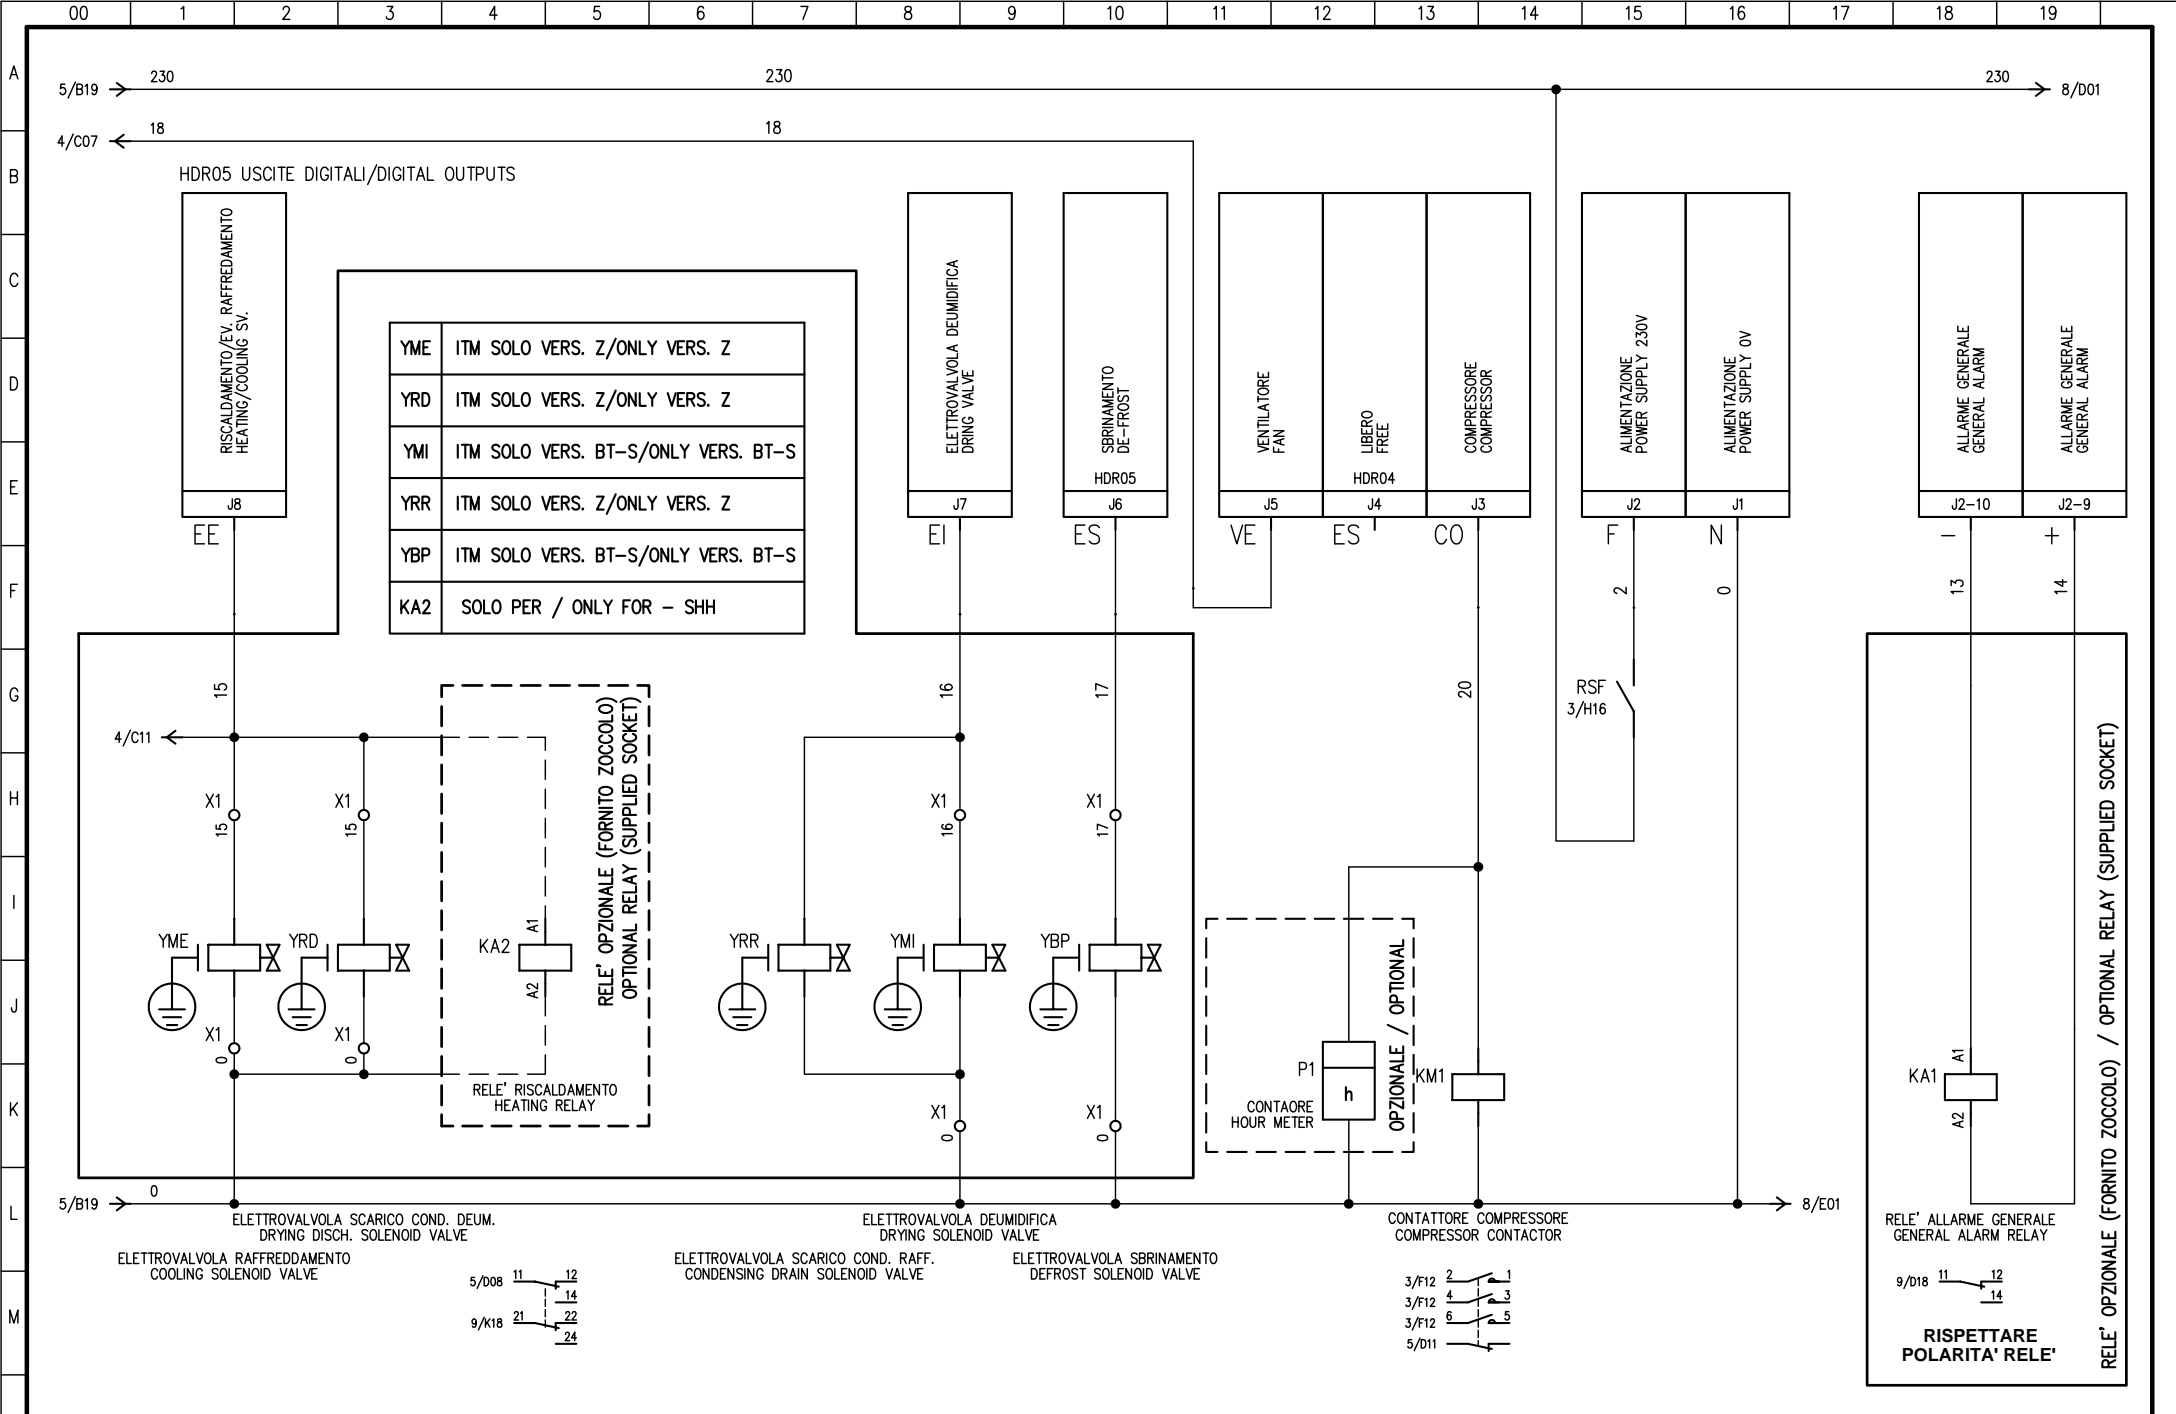 00 1 2 3 4 5 6 7 8 9 10 11 12 13 14 15 16 17 18 19
A
B
C
D
E
F
G
H
I
J
K
L
M
5/B19 230 230 230 8/D01
4/C07 18 18
HDR05 USCITE DIGITALI/DIGITAL OUTPUTS
RISCALDAMENTO/EV. RAFFREDAMENTO
HEATING/COOLING SV.
J8
EE
YME ITM SOLO VERS. Z/ONLY VERS. Z
YRD ITM SOLO VERS. Z/ONLY VERS. Z
YMI ITM SOLO VERS. BT-S/ONLY VERS. BT-S
YRR ITM SOLO VERS. Z/ONLY VERS. Z
YBP ITM SOLO VERS. BT-S/ONLY VERS. BT-S
KA2 SOLO PER / ONLY FOR - SHH
ELETTROVALVOLA DEUMIDIFICA
DRING VALVE
J7
EI
SBRINAMENTO
DE-FROST
HDR05
J6
ES
VENTILATORE
FAN
J5
VE
LIBERO
FREE
HDR04
J4
ES
COMPRESSORE
COMPRESSOR
J3
CO
ALIMENTAZIONE
POWER SUPPLY 230V
J2
F
ALIMENTAZIONE
POWER SUPPLY 0V
J1
N
ALLARME GENERALE
GENERAL ALARM
J2-10
-
ALLARME GENERALE
GENERAL ALARM
J2-9
+
2
0
13
14
15
16
17
20
RSF
3/H16
4/C11
X1
15
X1
15
X1
16
X1
17
RELE' OPZIONALE (FORNITO ZOCCOLO)
OPTIONAL RELAY (SUPPLIED SOCKET)
YME
YRD
KA2
A1
A2
YRR
YMI
YBP
X1
0
X1
0
RELE' RISCALDAMENTO
HEATING RELAY
X1
0
X1
0
OPZIONALE / OPTIONAL
P1
h
CONTAORE
HOUR METER
KM1
KA1
A1
A2
RELE' OPZIONALE (FORNITO ZOCCOLO) / OPTIONAL RELAY (SUPPLIED SOCKET)
5/B19 0 8/E01
ELETTROVALVOLA SCARICO COND. DEUM.
DRYING DISCH. SOLENOID VALVE
ELETTROVALVOLA RAFFREDDAMENTO
COOLING SOLENOID VALVE
ELETTROVALVOLA DEUMIDIFICA
DRYING SOLENOID VALVE
ELETTROVALVOLA SCARICO COND. RAFF.
CONDENSING DRAIN SOLENOID VALVE
ELETTROVALVOLA SBRINAMENTO
DEFROST SOLENOID VALVE
CONTATTORE COMPRESSORE
COMPRESSOR CONTACTOR
RELE' ALLARME GENERALE
GENERAL ALARM RELAY
5/D08 11 12
14
9/K18 21 22
24
3/F12 2 1
3/F12 4 3
3/F12 6 5
5/D11
9/D18 11 12
14
RISPETTARE
POLARITA' RELE'